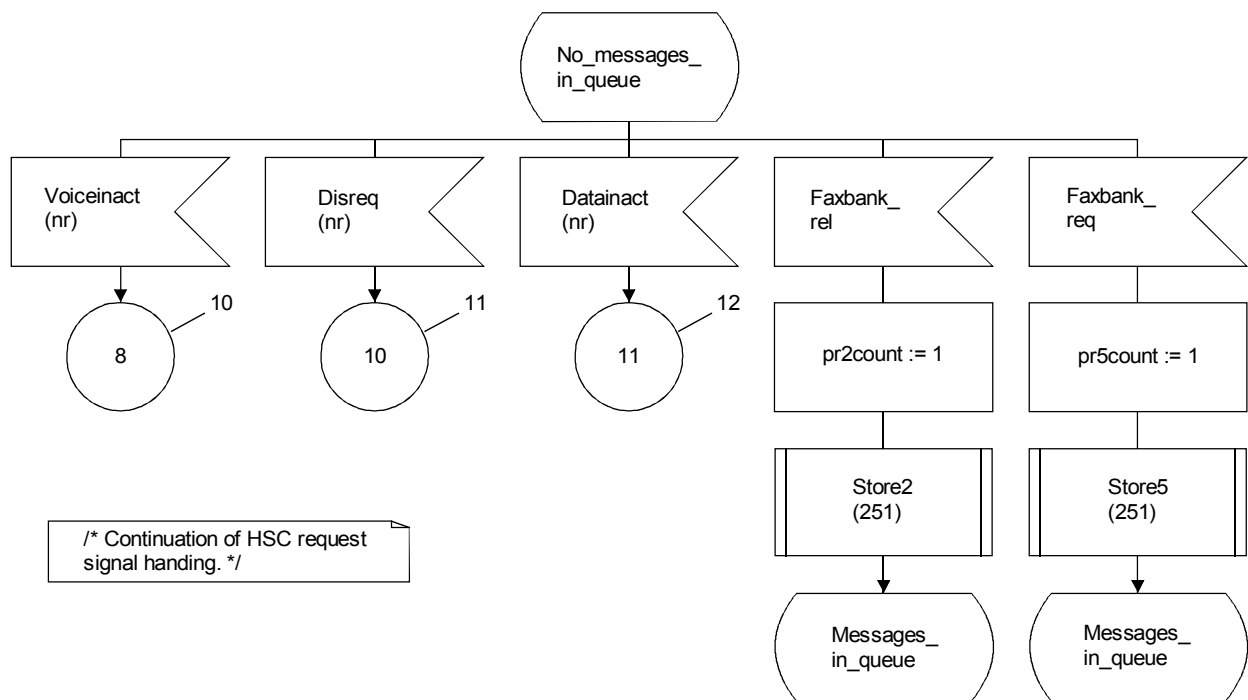 No_messages_
in_queue
Voiceinact
(nr)
Disreq
(nr)
Datainact
(nr)
Faxbank_
rel
Faxbank_
req
10
8
11
10
12
11
pr2count := 1
pr5count := 1
Store2
(251)
Store5
(251)
/* Continuation of HSC request
signal handing. */
Messages_
in_queue
Messages_
in_queue